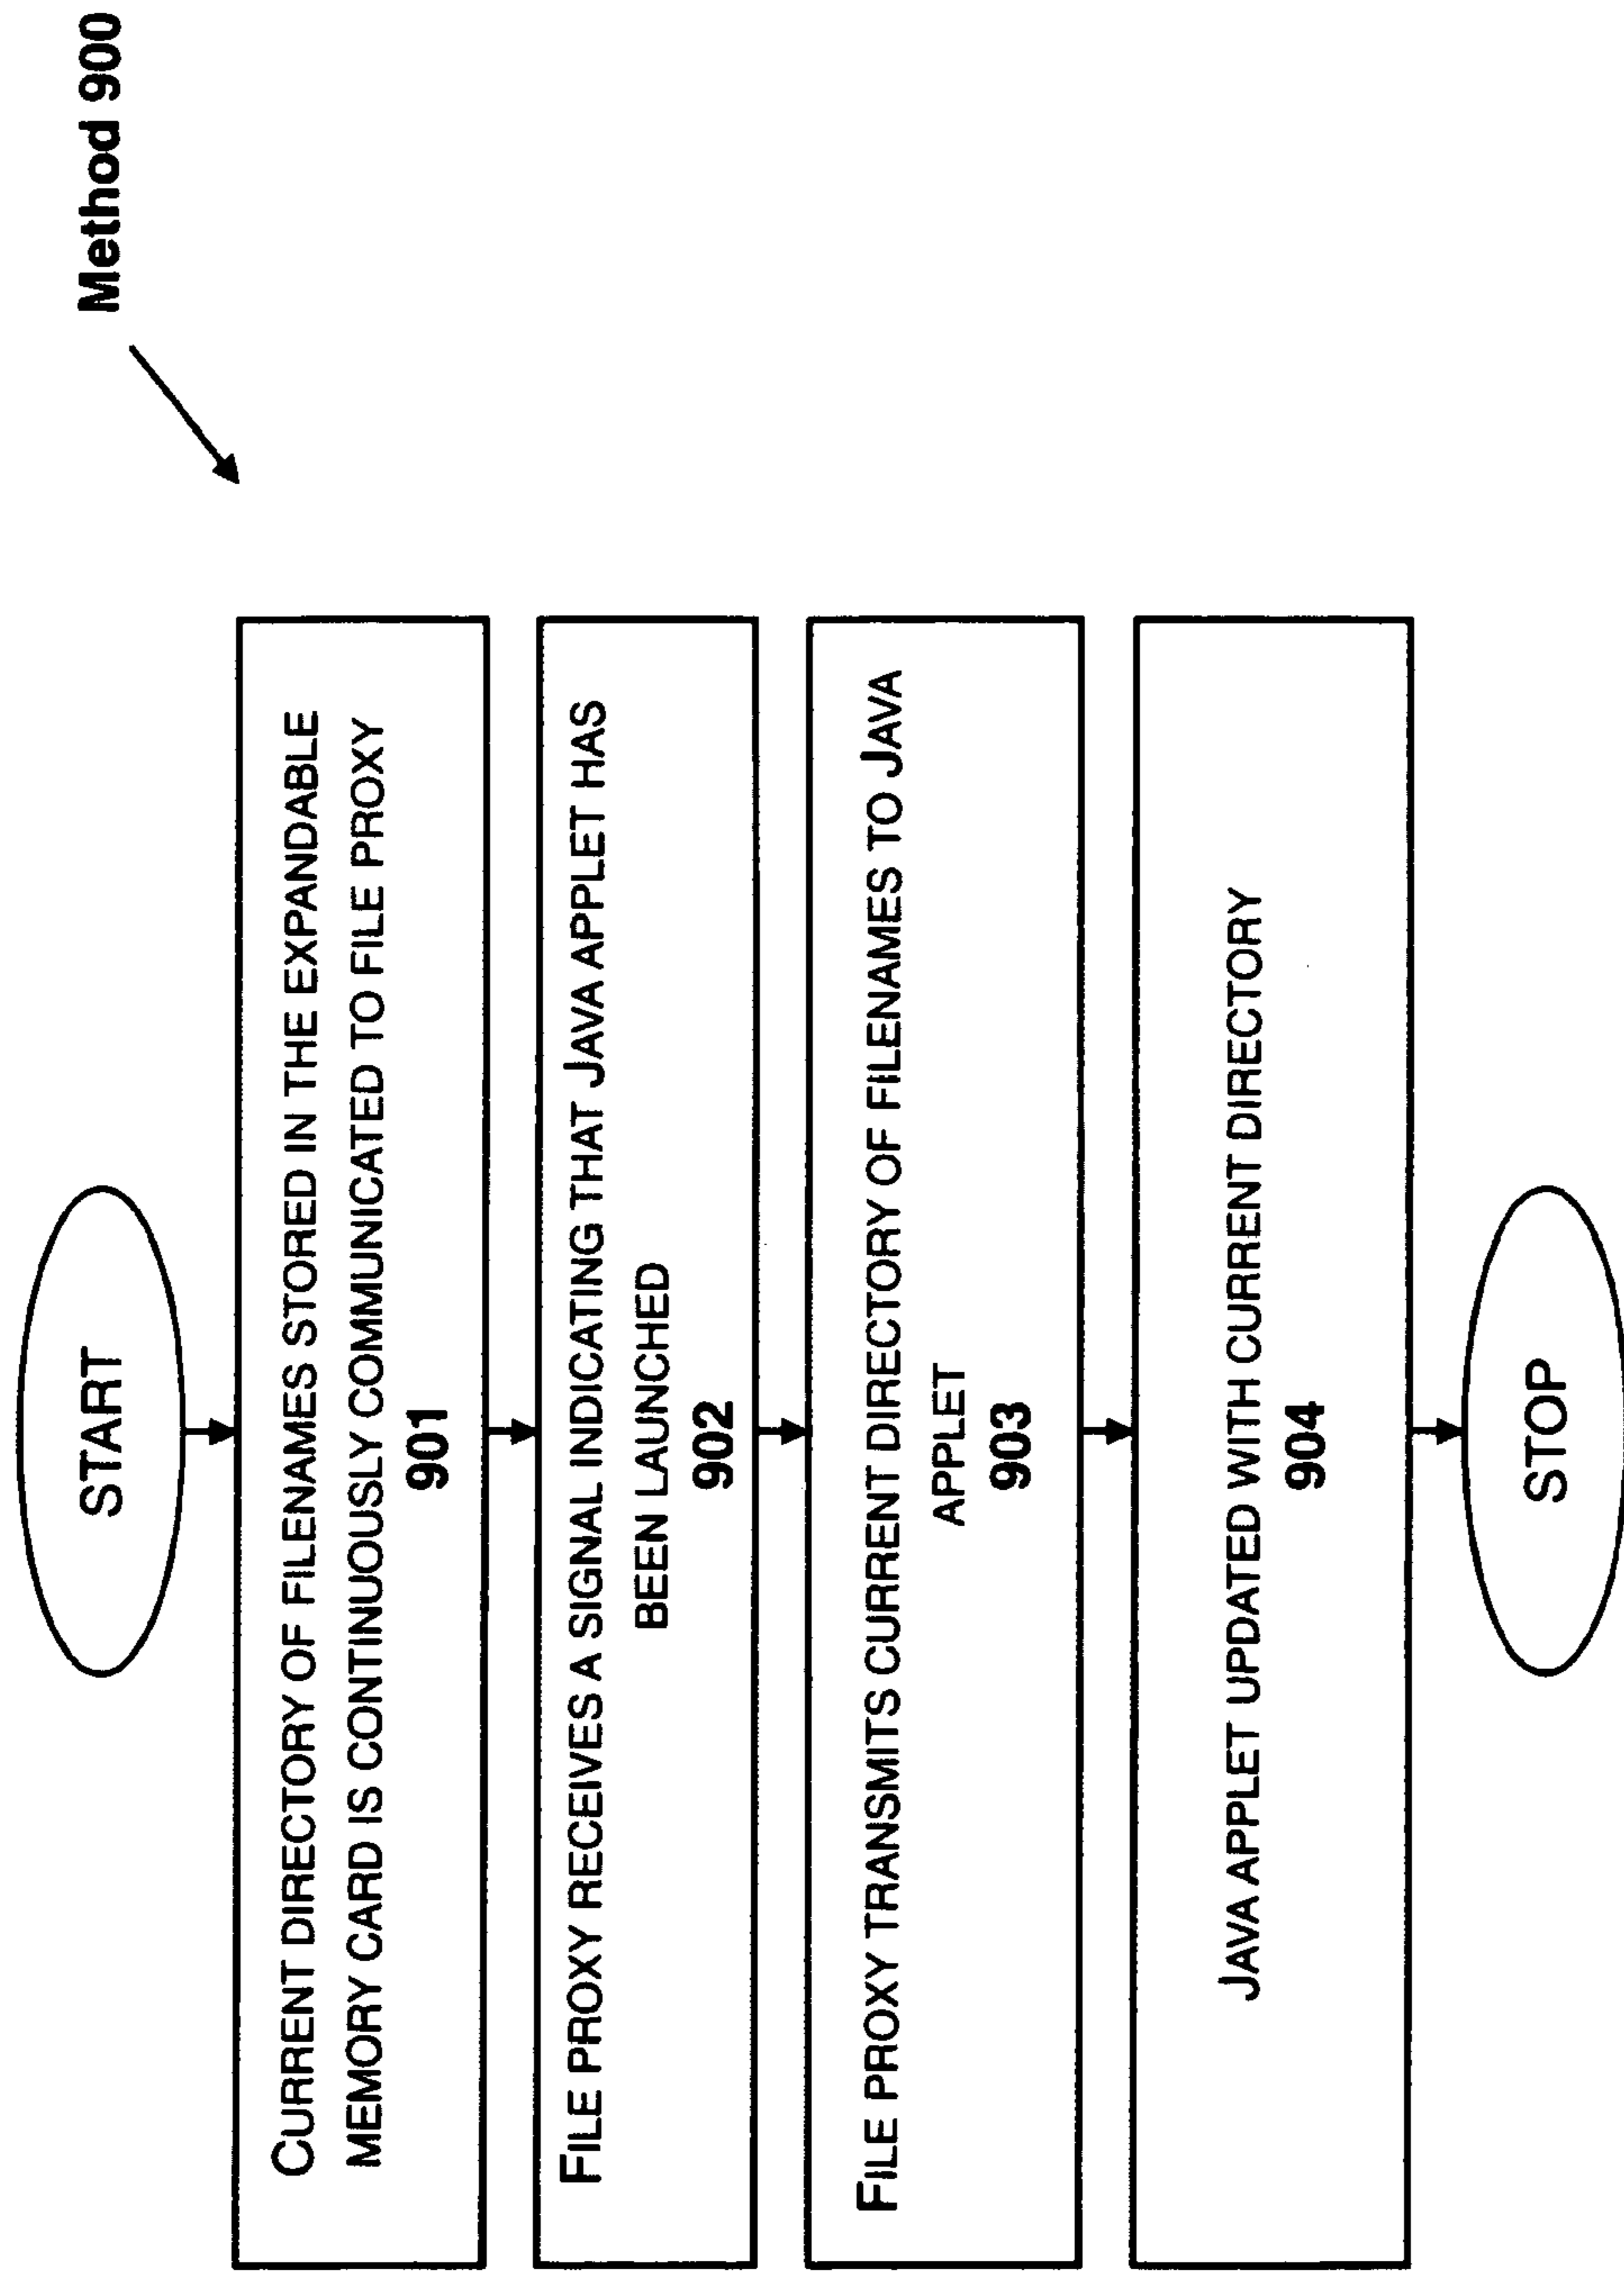 Method 900
START
CURRENT DIRECTORY OF FILENAMES STORED IN THE EXPANDABLE
MEMORY CARD IS CONTINUOUSLY COMMUNICATED TO FILE PROXY
901
FILE PROXY RECEIVES A SIGNAL INDICATING THAT JAVA APPLET HAS
BEEN LAUNCHED
902
FILE PROXY TRANSMITS CURRENT DIRECTORY OF FILENAMES TO JAVA
APPLET
903
JAVA APPLET UPDATED WITH CURRENT DIRECTORY
904
STOP